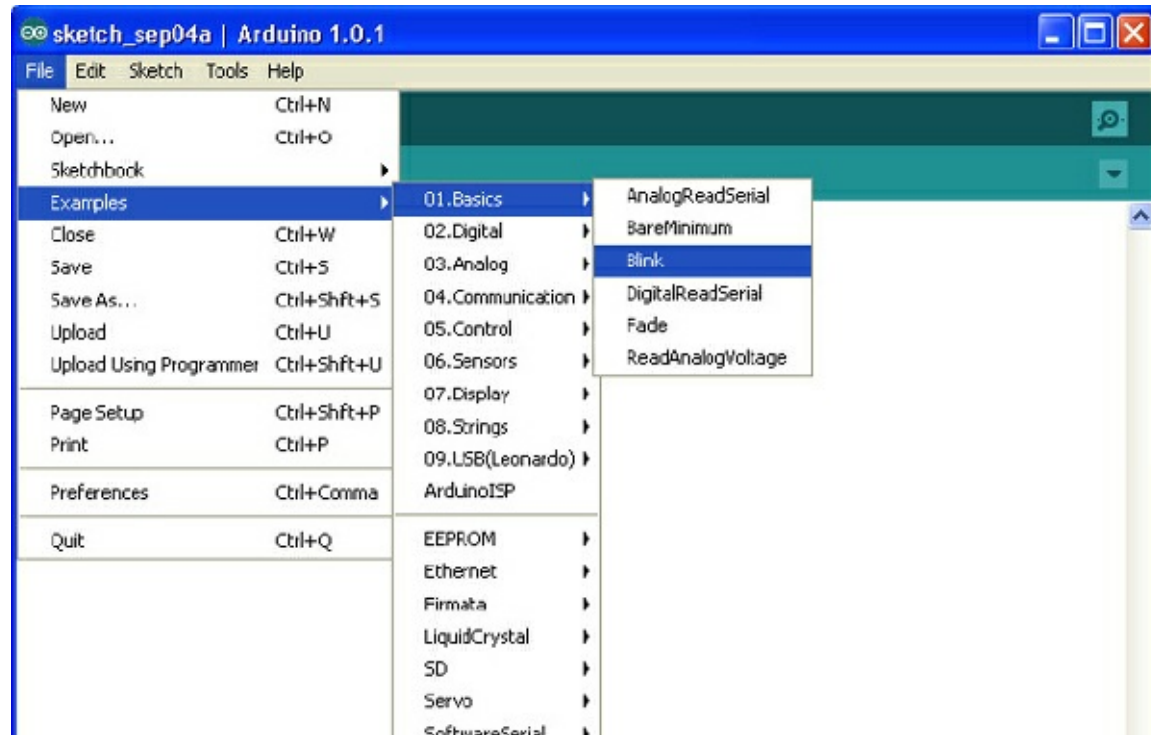 sketch_sep04a | Arduino 1.0.1
File Edit Sketch Tools Help
New Ctrl+N
Open... Ctrl+O
Sketchbook
Examples
Close Ctrl+W
Save Ctrl+S
Save As... Ctrl+Shft+S
Upload Ctrl+U
Upload Using Programmer Ctrl+Shft+U
Page Setup Ctrl+Shft+P
Print Ctrl+P
Preferences Ctrl+Comma
Quit Ctrl+Q
01.Basics
02.Digital
03.Analog
04.Communication
05.Control
06.Sensors
07.Display
08.Strings
09.USB(Leonardo)
ArduinoISP
EEPROM
Ethernet
Firmata
LiquidCrystal
SD
Servo
SoftwareSerial
AnalogReadSerial
BareMinimum
Blink
DigitalReadSerial
Fade
ReadAnalogVoltage